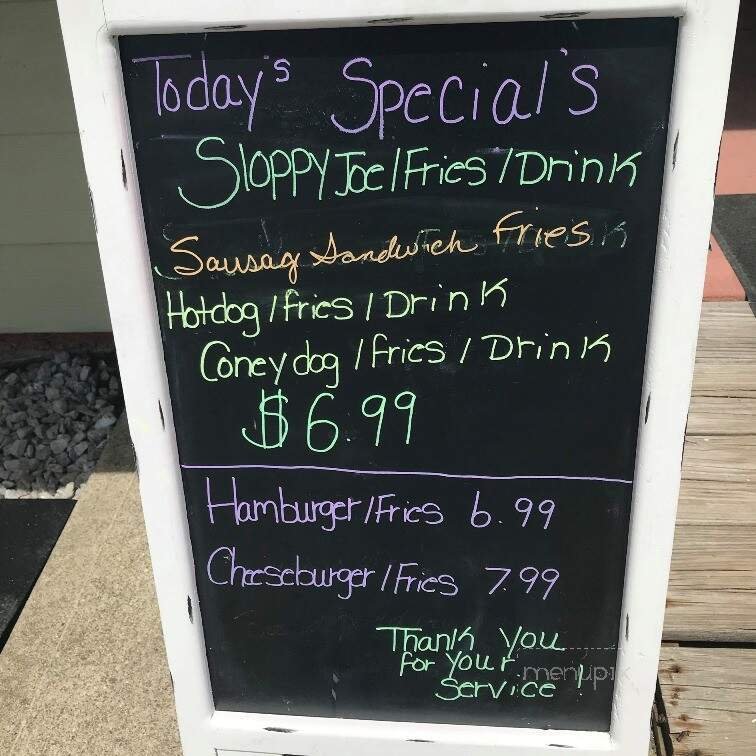 Today's Special's
Sloppy Joe/Fries/Drink
Sausag Sandwich Fries
Hotdog/fries/Drink
Coney dog/fries/Drink
$6.99
Hamburger/Fries 6.99
Cheeseburger/Fries 7.99
Thank You
for Your
Service!
menupix